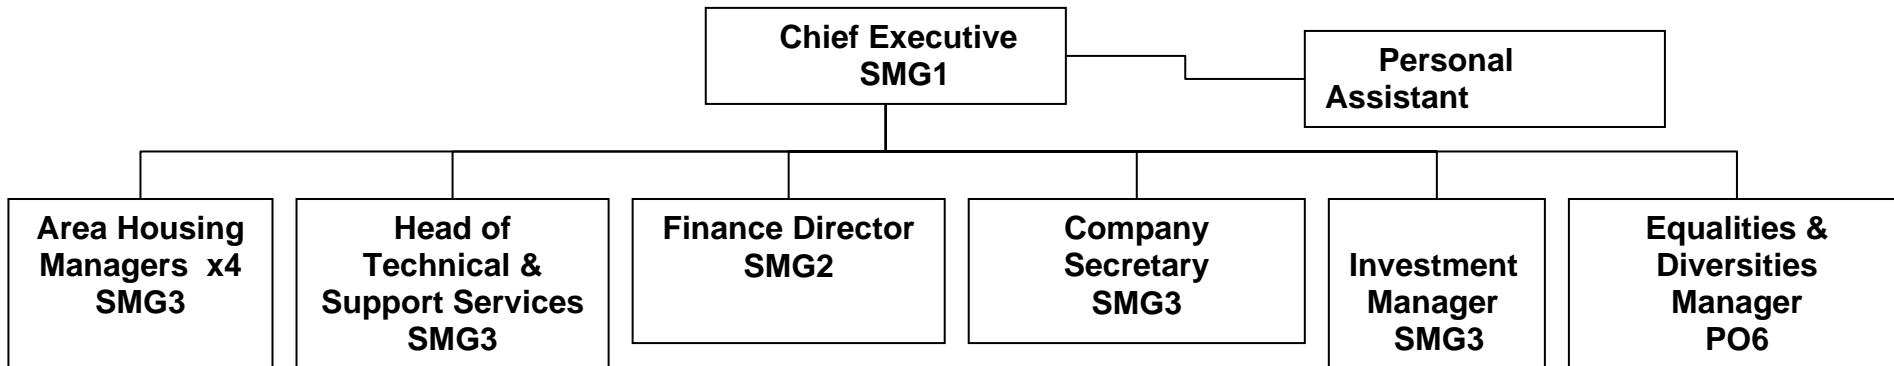 Chief Executive
SMG1
Personal
Assistant
Area Housing
Managers x4
SMG3
Head of
Technical &
Support Services
SMG3
Finance Director
SMG2
Company
Secretary
SMG3
Investment
Manager
SMG3
Equalities &
Diversities
Manager
PO6